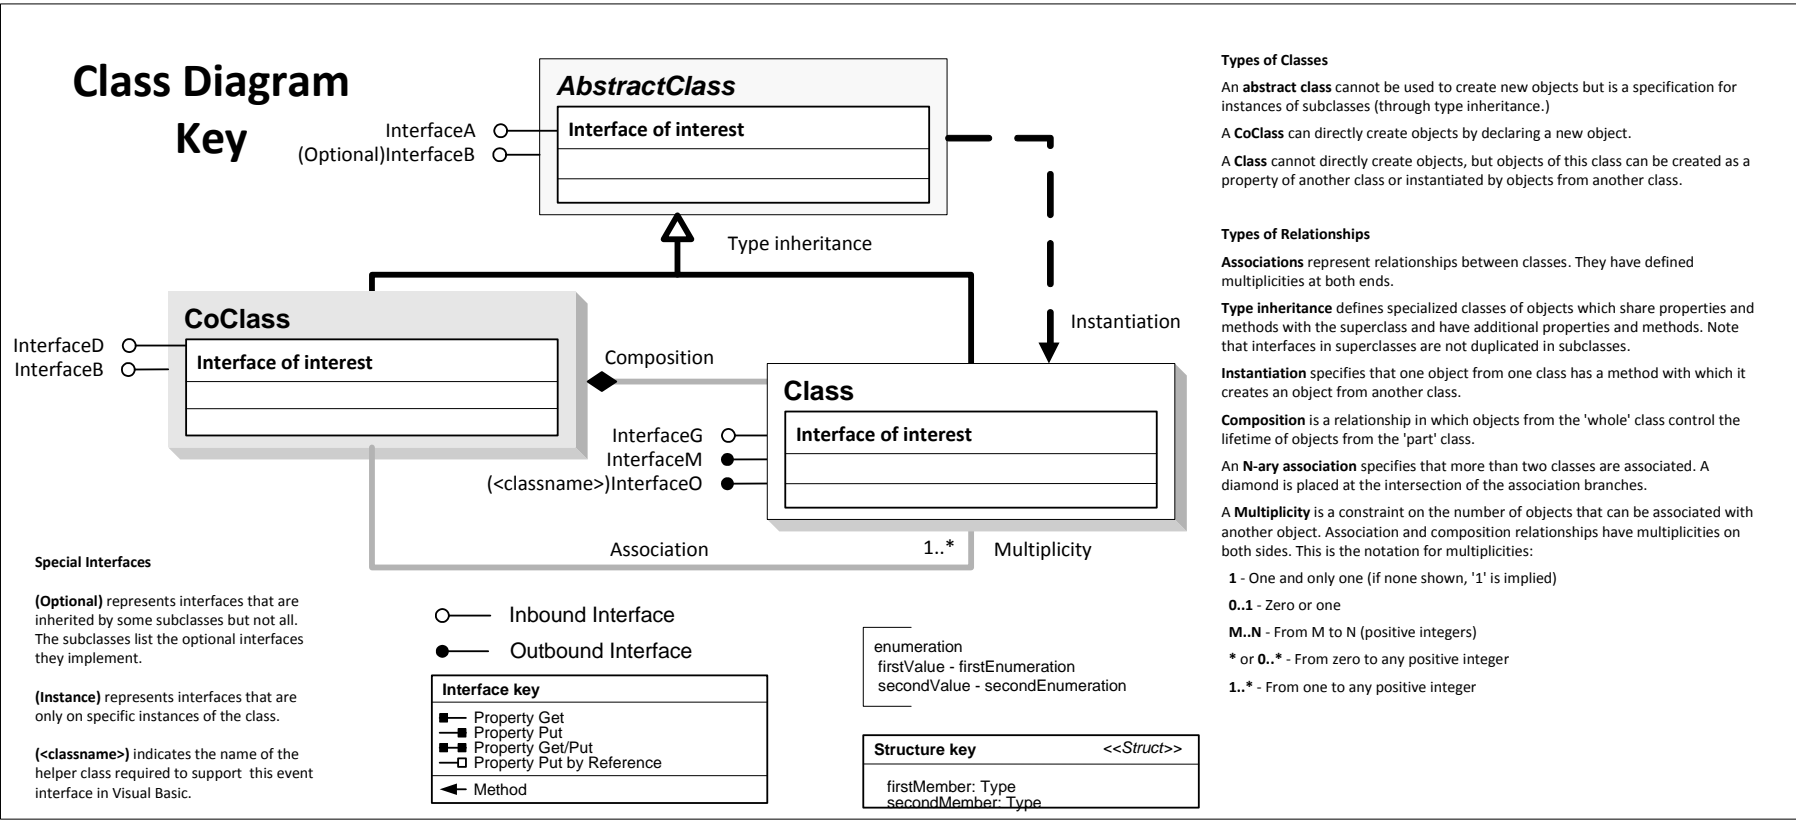 Class Diagram
Key
AbstractClass
Interface of interest
InterfaceA
(Optional)InterfaceB
Type inheritance
Instantiation
CoClass
Interface of interest
InterfaceD
InterfaceB
Composition
Class
Interface of interest
InterfaceG
InterfaceM
(<classname>)InterfaceO
Association
1..*
Multiplicity
Special Interfaces
(Optional) represents interfaces that are
inherited by some subclasses but not all.
The subclasses list the optional interfaces
they implement.
(Instance) represents interfaces that are
only on specific instances of the class.
(<classname>) indicates the name of the
helper class required to support this event
interface in Visual Basic.
Inbound Interface
Outbound Interface
Interface key
Property Get
Property Put
Property Get/Put
Property Put by Reference
Method
enumeration
firstValue - firstEnumeration
secondValue - secondEnumeration
Structure key <<Struct>>
firstMember: Type
secondMember: Type
Types of Classes
An abstract class cannot be used to create new objects but is a specification for
instances of subclasses (through type inheritance.)
A CoClass can directly create objects by declaring a new object.
A Class cannot directly create objects, but objects of this class can be created as a
property of another class or instantiated by objects from another class.
Types of Relationships
Associations represent relationships between classes. They have defined
multiplicities at both ends.
Type inheritance defines specialized classes of objects which share properties and
methods with the superclass and have additional properties and methods. Note
that interfaces in superclasses are not duplicated in subclasses.
Instantiation specifies that one object from one class has a method with which it
creates an object from another class.
Composition is a relationship in which objects from the 'whole' class control the
lifetime of objects from the 'part' class.
An N-ary association specifies that more than two classes are associated. A
diamond is placed at the intersection of the association branches.
A Multiplicity is a constraint on the number of objects that can be associated with
another object. Association and composition relationships have multiplicities on
both sides. This is the notation for multiplicities:
1 - One and only one (if none shown, '1' is implied)
0..1 - Zero or one
M..N - From M to N (positive integers)
* or 0..* - From zero to any positive integer
1..* - From one to any positive integer